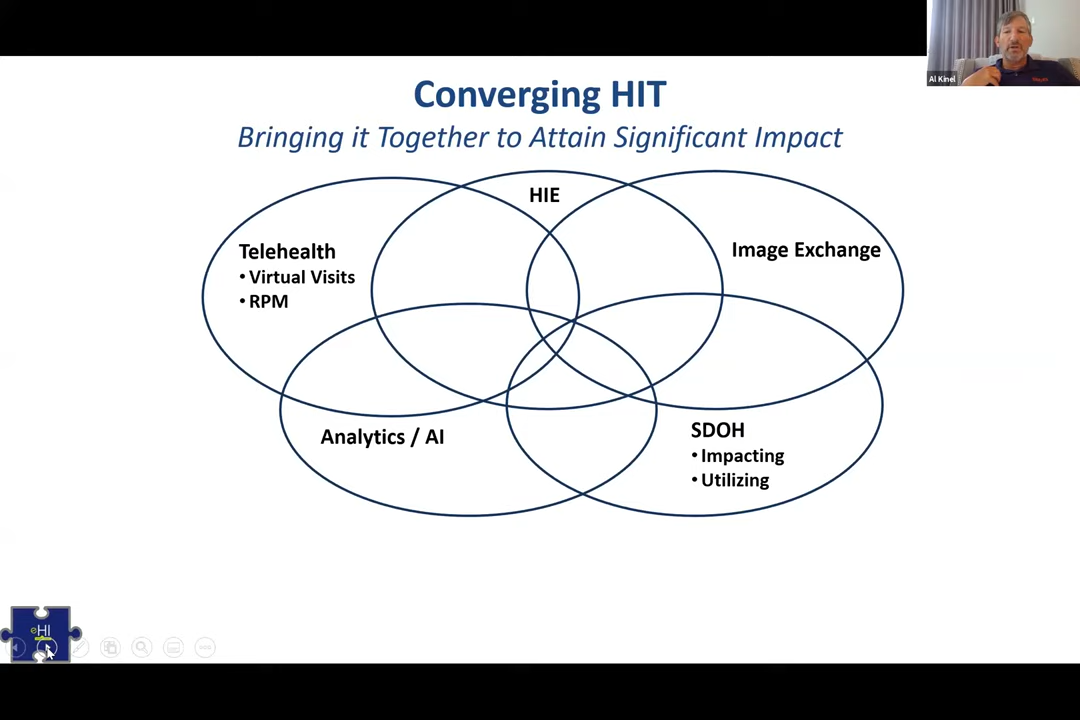 Al Kinel
Converging HIT
Bringing it Together to Attain Significant Impact
HIE
Telehealth
• Virtual Visits
• RPM
Image Exchange
Analytics / AI
SDOH
• Impacting
• Utilizing
eHI